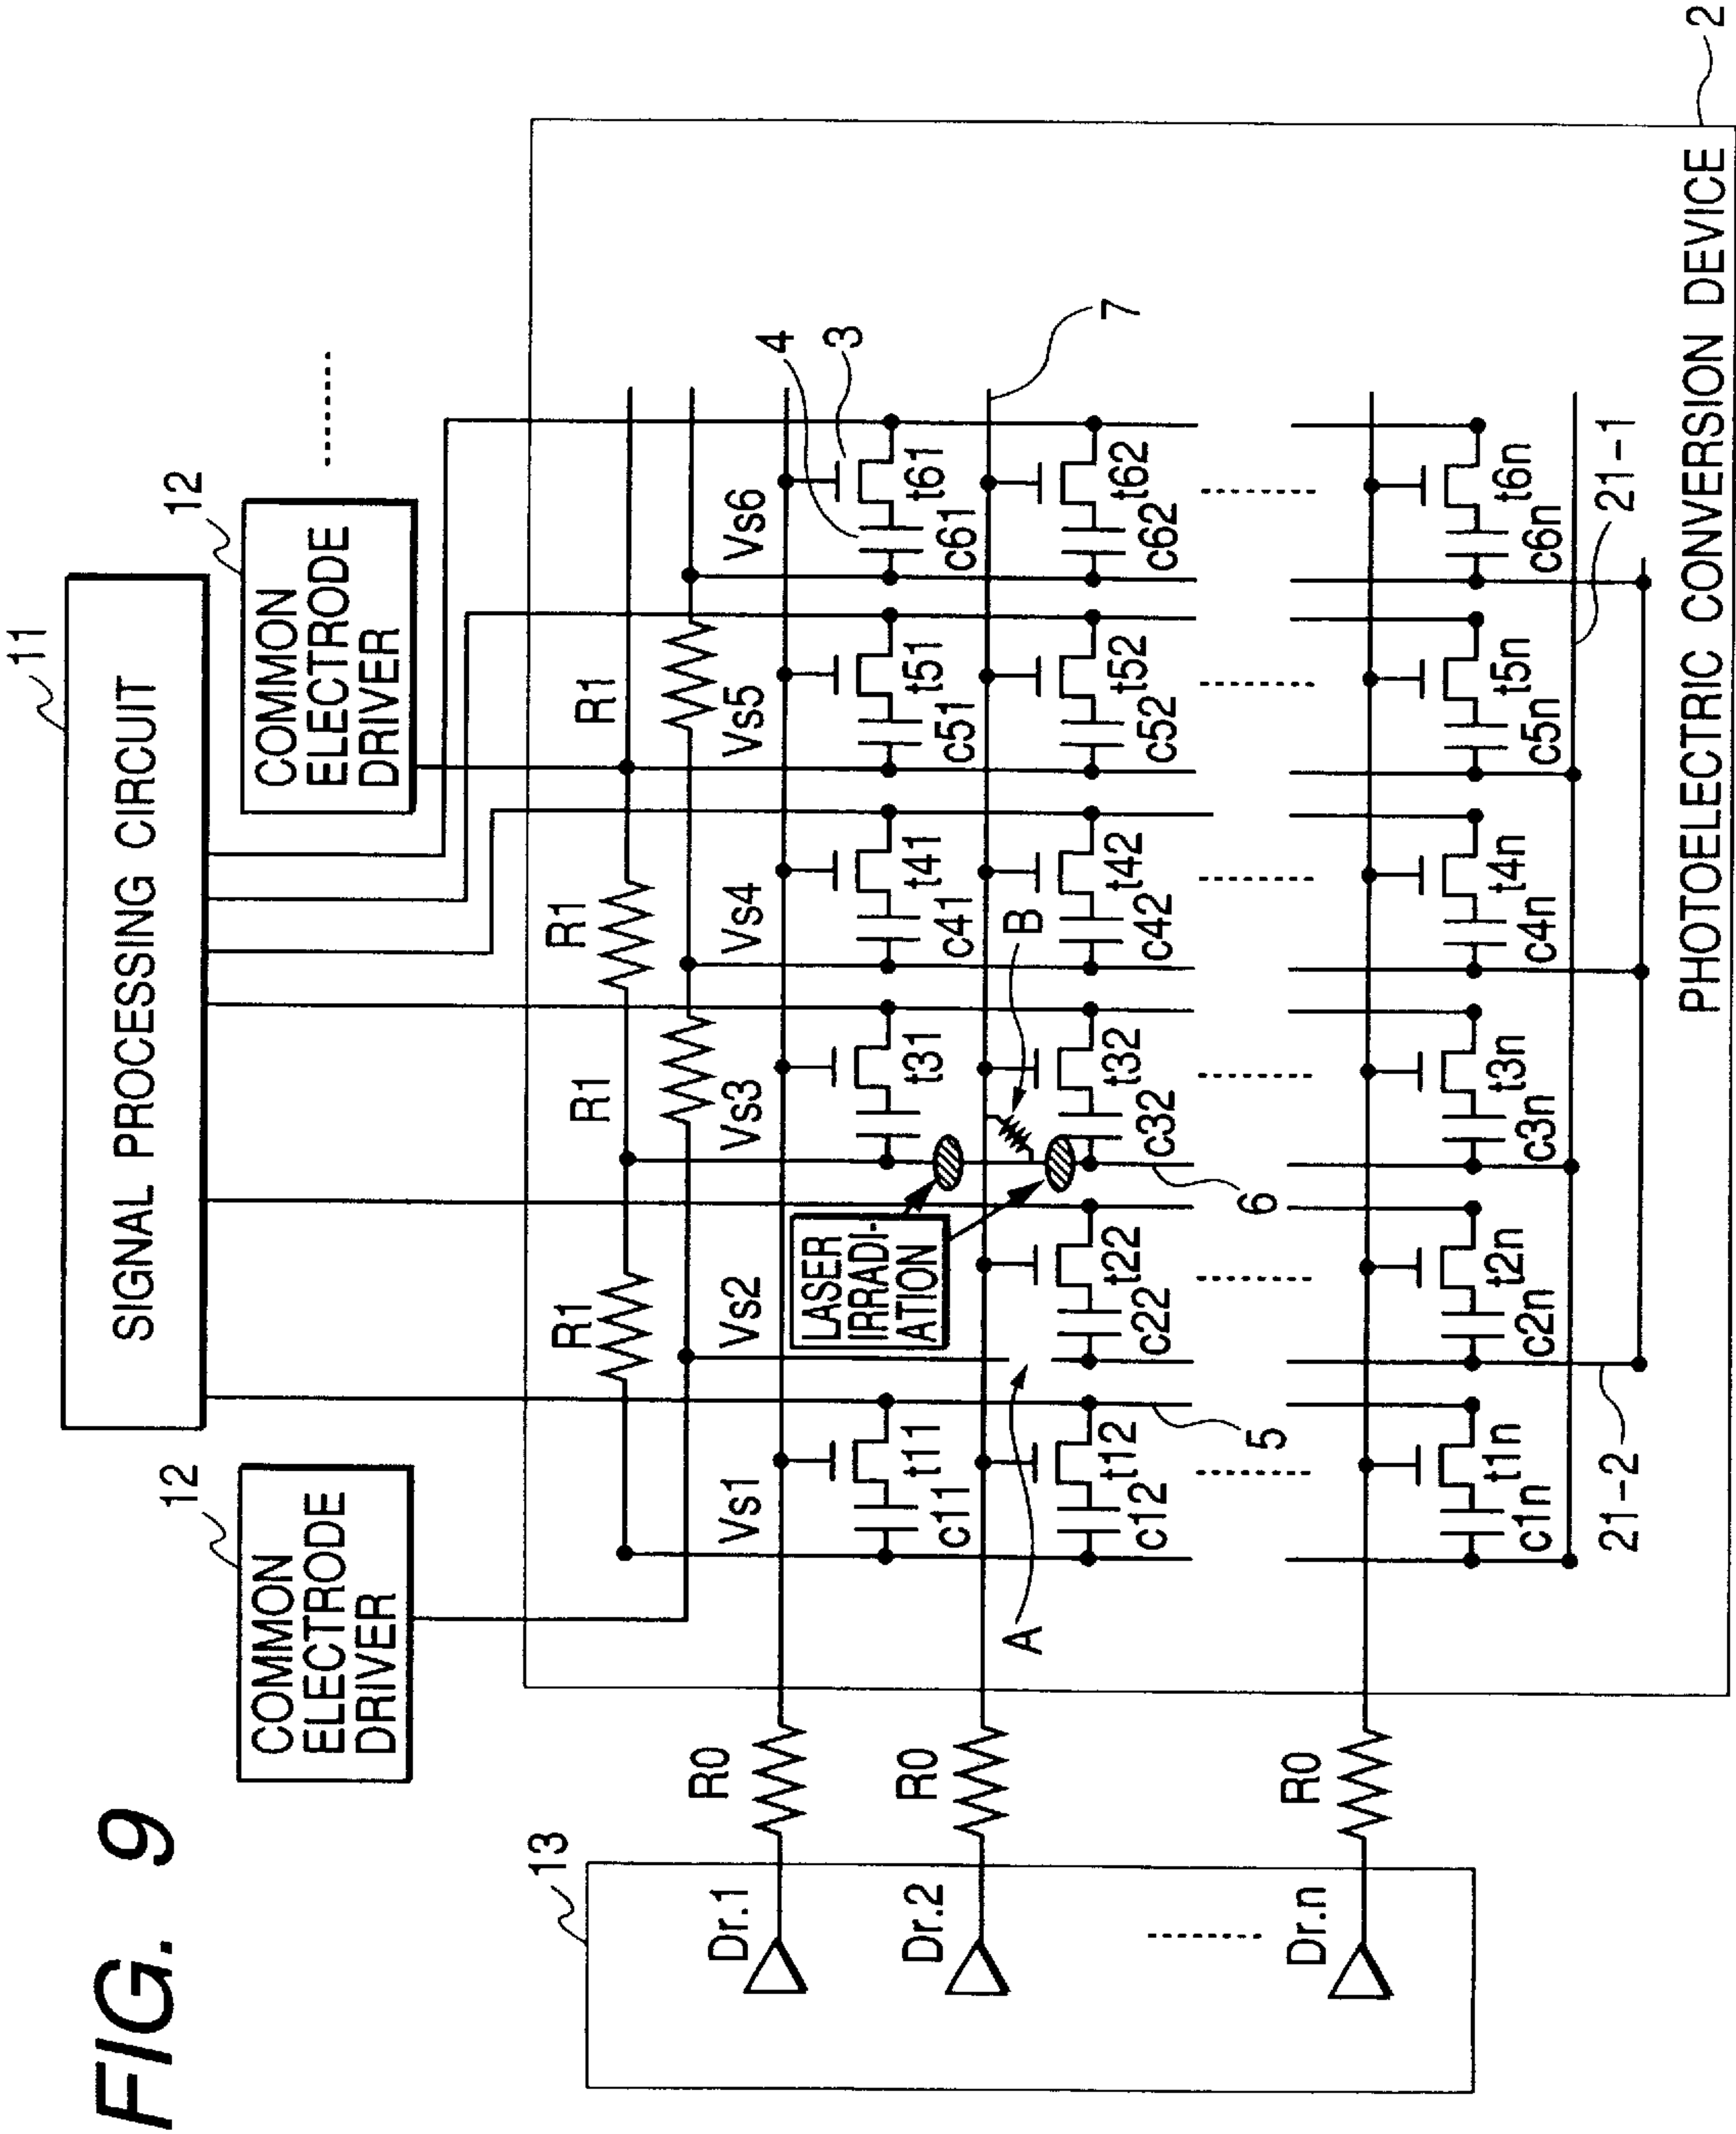 FIG. 9
11
SIGNAL PROCESSING CIRCUIT
12
COMMON
ELECTRODE
DRIVER
12
COMMON
ELECTRODE
DRIVER
13
Dr.1
Dr.2
Dr.n
R0
R0
R0
R1
R1
R1
R1
Vs1
Vs2
Vs3
Vs4
Vs5
Vs6
4
3
c11
t11
t31
c41
t41
c51
t51
c61
t61
LASER
IRRADI-
ATION
7
A
B
c12
t12
c22
t22
c32
t32
c42
t42
c52
t52
c62
t62
5
6
c1n
t1n
c2n
t2n
c3n
t3n
c4n
t4n
c5n
t5n
c6n
t6n
21-2
21-1
PHOTOELECTRIC CONVERSION DEVICE
2